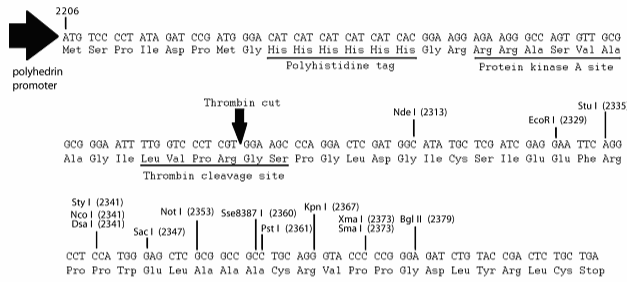 2206
ATG TCC CCT ATA GAT CCG ATG GGA CAT CAT CAT CAT CAT CAC GGA AGG AGA AGG GCC AGT GTT GCG
Met Ser Pro Ile Asp Pro Met Gly His His His His His His Gly Arg Arg Arg Ala Ser Val Ala
Polyhistidine tag
Protein kinase A site
polyhedrin
promoter
Thrombin cut
Nde I (2313)
EcoR I (2329)
Stu I (2335
GCG GGA ATT TTG GTC CCT CGT GGA AGC CCA GGA CTC GAT GGC ATA TGC TCG ATC GAG GAA TTC AGG
Ala Gly Ile Leu Val Pro Arg Gly Ser Pro Gly Leu Asp Gly Ile Cys Ser Ile Glu Glu Phe Arg
Thrombin cleavage site
Sty I (2341)
Nco I (2341)
Dsa I (2341)
Sac I (2347)
Not I (2353)
Sse8387 I (2360)
Pst I (2361)
Kpn I (2367)
Xma I (2373)
Sma I (2373)
Bgl II (2379)
CCT CCA TGG GAG CTC GCG GCC GCC TGC AGG GTA CCC CCG GGA GAT CTG TAC CGA CTC TGC TGA
Pro Pro Trp Glu Leu Ala Ala Ala Cys Arg Val Pro Pro Gly Asp Leu Tyr Arg Leu Cys Stop